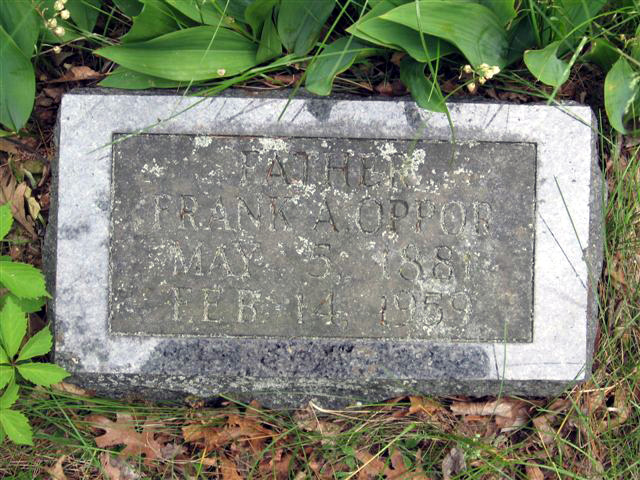 FATHER
FRANK A. OPPOR
MAY 5, 1881
FEB. 14, 1959